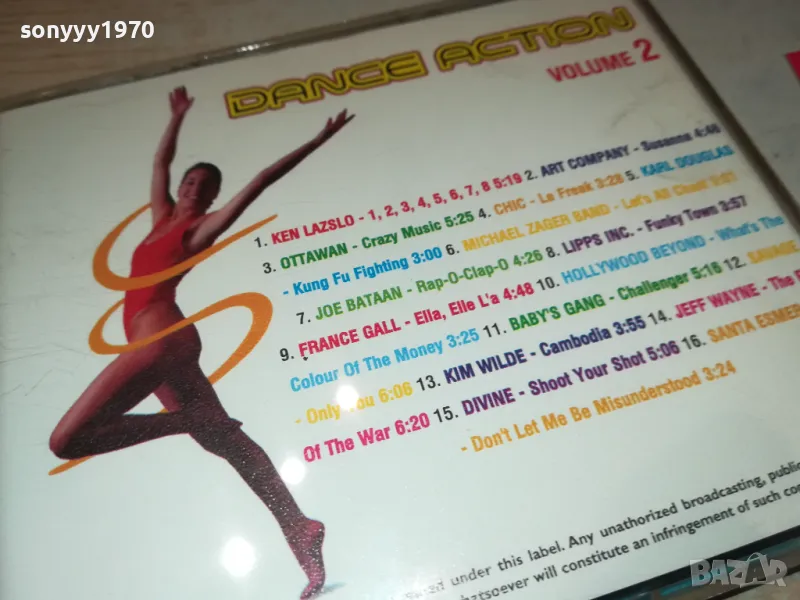 sonyyy1970
DANCE ACTION
VOLUME 2
1. KEN LAZSLO - 1, 2, 3, 4, 5, 6, 7, 8 5:19 2. ART COMPANY - Susanna 4:46
3. OTTAWAN - Crazy Music 5:25 4. CHIC - Le Freak 3:28 5. KARL DOUGLAS
- Kung Fu Fighting 3:00 6. MICHAEL ZAGER BAND - Let's All Chant
7. JOE BATAAN - Rap-O-Clap-O 4:26 8. LIPPS INC. - Funky Town 3:57
9. FRANCE GALL - Ella, Elle L'a 4:48 10. HOLLYWOOD BEYOND - What's The
Colour Of The Money 3:25 11. BABY'S GANG - Challenger 5:16 12. SAVAGE
- Only You 6:06 13. KIM WILDE - Cambodia 3:55 14. JEFF WAYNE - The
Of The War 6:20 15. DIVINE - Shoot Your Shot 5:06 16. SANTA
- Don't Let Me Be Misunderstood 3:24
under this label. Any unathorized broadcasting,
will constitute an infringement of such
BAZAR